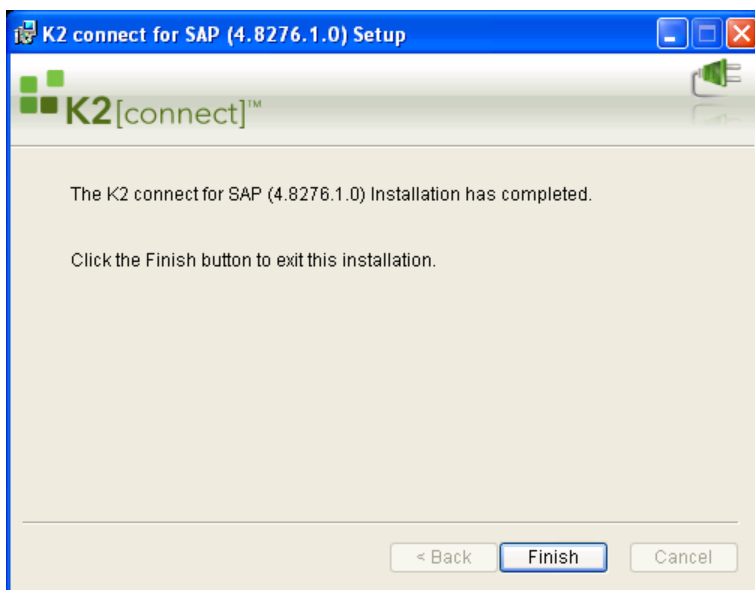 K2 connect for SAP (4.8276.1.0) Setup
K2[connect]™
The K2 connect for SAP (4.8276.1.0) Installation has completed.
Click the Finish button to exit this installation.
< Back Finish Cancel